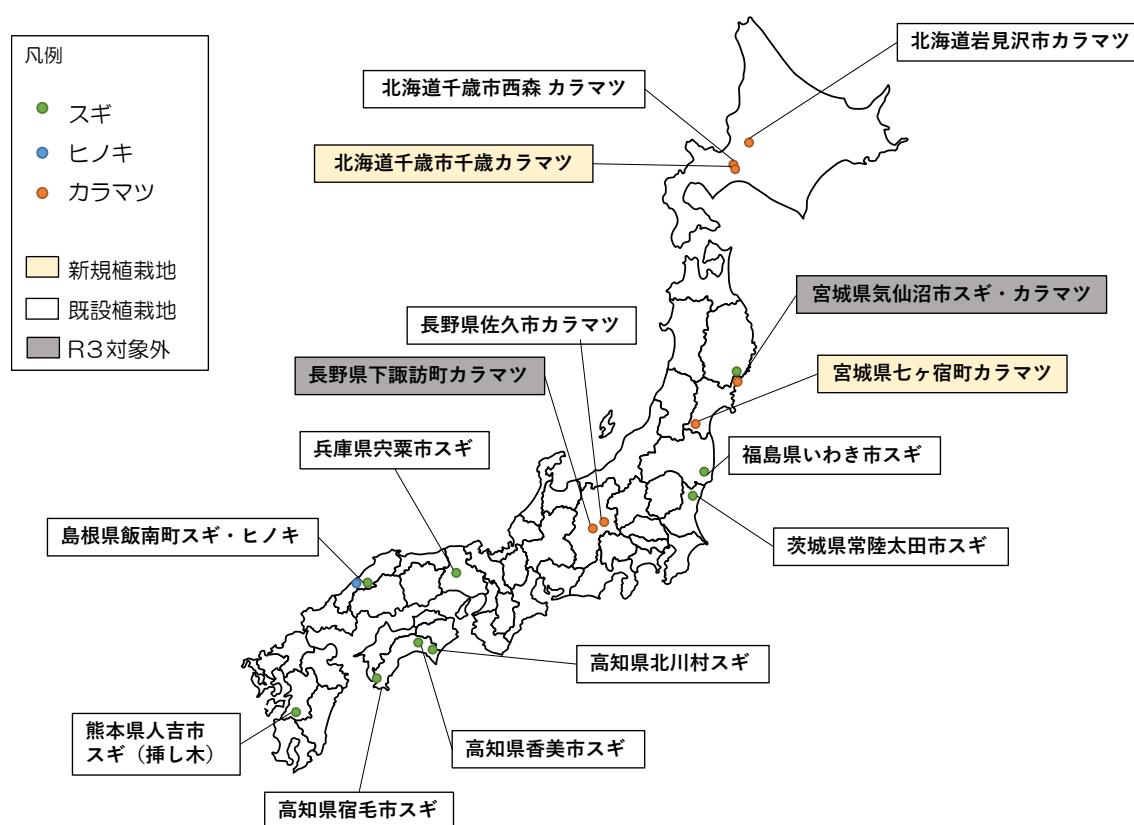 凡例
スギ
ヒノキ
カラマツ
新規植栽地
既設植栽地
R3対象外
北海道岩見沢市カラマツ
北海道千歳市西森 カラマツ
北海道千歳市千歳カラマツ
宮城県気仙沼市スギ・カラマツ
長野県佐久市カラマツ
長野県下諏訪町カラマツ
宮城県七ヶ宿町カラマツ
兵庫県宍粟市スギ
福島県いわき市スギ
島根県飯南町スギ・ヒノキ
茨城県常陸太田市スギ
高知県北川村スギ
熊本県人吉市
スギ（挿し木）
高知県香美市スギ
高知県宿毛市スギ